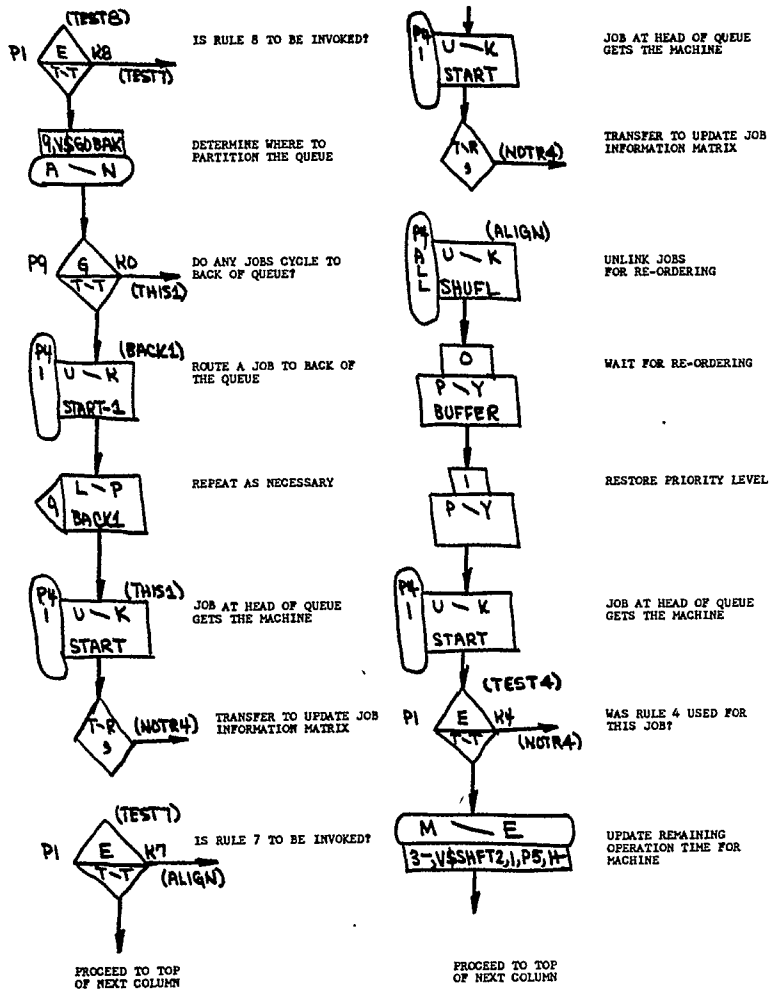 (TEST8)
P1 E K8
T-T
(TEST7)
IS RULE 8 TO BE INVOKED?
9,V$GOBAK
A N
DETERMINE WHERE TO
PARTITION THE QUEUE
P9 G K0
T-T
(THIS1)
DO ANY JOBS CYCLE TO
BACK OF QUEUE?
(BACK1)
P4
1
U K
START-1
ROUTE A JOB TO BACK OF
THE QUEUE
9
L P
BACK1
REPEAT AS NECESSARY
(THIS1)
P4
1
U K
START
JOB AT HEAD OF QUEUE
GETS THE MACHINE
T-R
,
(NOTR4)
TRANSFER TO UPDATE JOB
INFORMATION MATRIX
(TEST7)
P1 E K7
T-T
(ALIGN)
IS RULE 7 TO BE INVOKED?
PROCEED TO TOP
OF NEXT COLUMN
P4
1
U K
START
JOB AT HEAD OF QUEUE
GETS THE MACHINE
T-R
,
(NOTR4)
TRANSFER TO UPDATE JOB
INFORMATION MATRIX
(ALIGN)
P4
ALL
U K
SHUFL
UNLINK JOBS
FOR RE-ORDERING
0
P Y
BUFFER
WAIT FOR RE-ORDERING
1
P Y
RESTORE PRIORITY LEVEL
P4
1
U K
START
JOB AT HEAD OF QUEUE
GETS THE MACHINE
(TEST4)
P1 E K4
T-T
(NOTR4)
WAS RULE 4 USED FOR
THIS JOB?
M E
3-,V$SHFT2,1,P5,H-
UPDATE REMAINING
OPERATION TIME FOR
MACHINE
PROCEED TO TOP
OF NEXT COLUMN